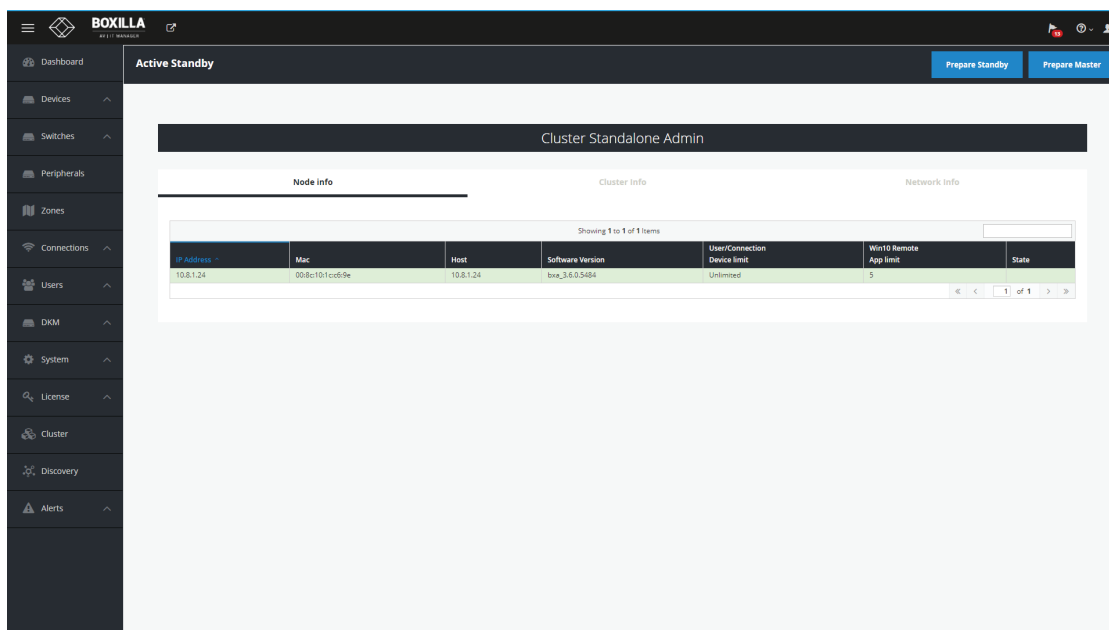 BOXILLA
AV | IT MANAGER
13
Dashboard
Devices
Switches
Peripherals
Zones
Connections
Users
DKM
System
License
Cluster
Discovery
Alerts
Active Standby
Prepare Standby
Prepare Master
Cluster Standalone Admin
Node info
Cluster Info
Network Info
Showing 1 to 1 of 1 Items
IP Address Mac Host Software Version User/Connection Device limit Win10 Remote App limit State
10.8.1.24 00:8c:10:1c:c6:9e 10.8.1.24 bxa_3.6.0.5484 Unlimited 5
« < 1 of 1 > »